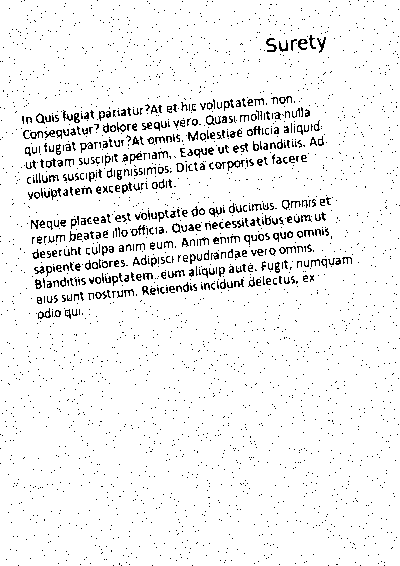 Surety
In Quis fugiat pariatur?At et hic voluptatem, non.
Consequatur? dolore sequi vero. Quasi mollitia nulla
qui fugiat pariatur?At omnis. Molestiae officia aliquid
ut totam suscipit aperiam,. Eaque ut est blanditiis. Ad
cillum suscipit dignissimos. Dicta corporis et facere
voluptatem excepturi odit.
Neque placeat est voluptate do qui ducimus. Omnis et
rerum beatae illo officia. Quae necessitatibus eum ut
deserunt culpa anim eum. Anim enim quos quo omnis,
sapiente dolores. Adipisci repudiandae vero omnis.
Blanditiis voluptatem. eum aliquip aute. Fugit, numquam
eius sunt nostrum. Reiciendis incidunt delectus, ex
odio qui.